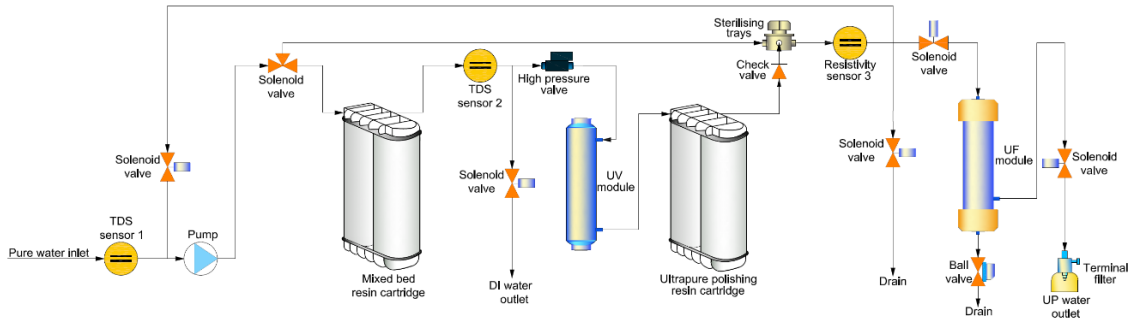 Sterilising
trays
Solenoid
valve
Check
valve
Resistivity
sensor 3
Solenoid
valve
TDS
sensor 2
High pressure
valve
Solenoid
valve
Solenoid
valve
UV
module
Solenoid
valve
UF
module
Solenoid
valve
TDS
sensor 1
Pump
Pure water inlet
Mixed bed
resin cartridge
DI water
outlet
Ultrapure polishing
resin cartridge
Drain
Ball
valve
Drain
Terminal
filter
UP water
outlet